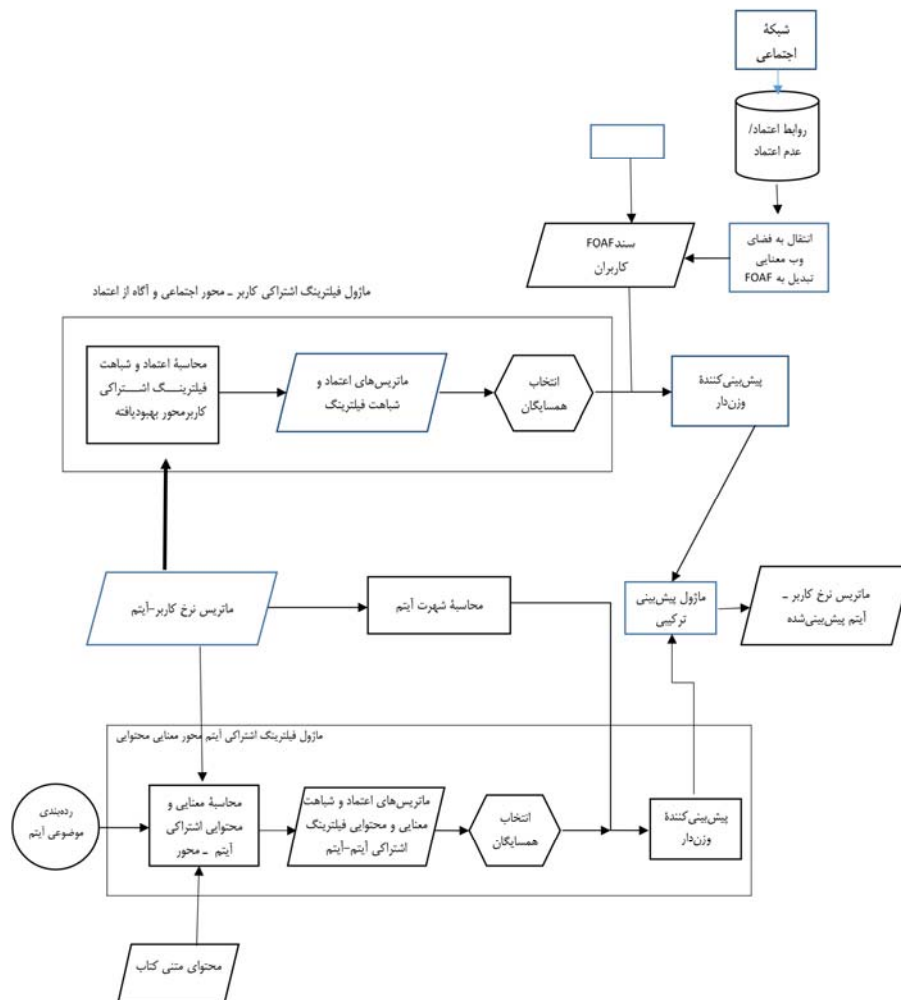 شبکهٔ
اجتماعی
روابط اعتماد/
عدم اعتماد
انتقال به فضای
وب معنایی
تبدیل به FOAF
سند FOAF
کاربران
ماژول فیلترینگ اشتراکی کاربر ـ محور اجتماعی و آگاه از اعتماد
محاسبهٔ اعتماد و شباهت
فیلترینــگ اشــتراکی
کاربرمحور بهبودیافته
ماتریس‌های اعتماد و
شباهت فیلترینگ
انتخاب
همسایگان
پیش‌بینی‌کنندهٔ
وزن‌دار
ماتریس نرخ کاربر-آیتم
محاسبهٔ شهرت آیتم
ماژول پیش‌بینی
ترکیبی
ماتریس نرخ کاربر ـ
آیتم پیش‌بینی‌شده
ماژول فیلترینگ اشتراکی آیتم محور معنایی محتوایی
رده‌بندی
موضوعی آیتم
محاسبهٔ معنایی و
محتوایی اشتراکی
آیتم ـ محور
ماتریس‌های اعتماد و شباهت
معنایی و محتوایی فیلترینگ
اشتراکی آیتم-آیتم
انتخاب
همسایگان
پیش‌بینی‌کنندهٔ
وزن‌دار
محتوای متنی کتاب